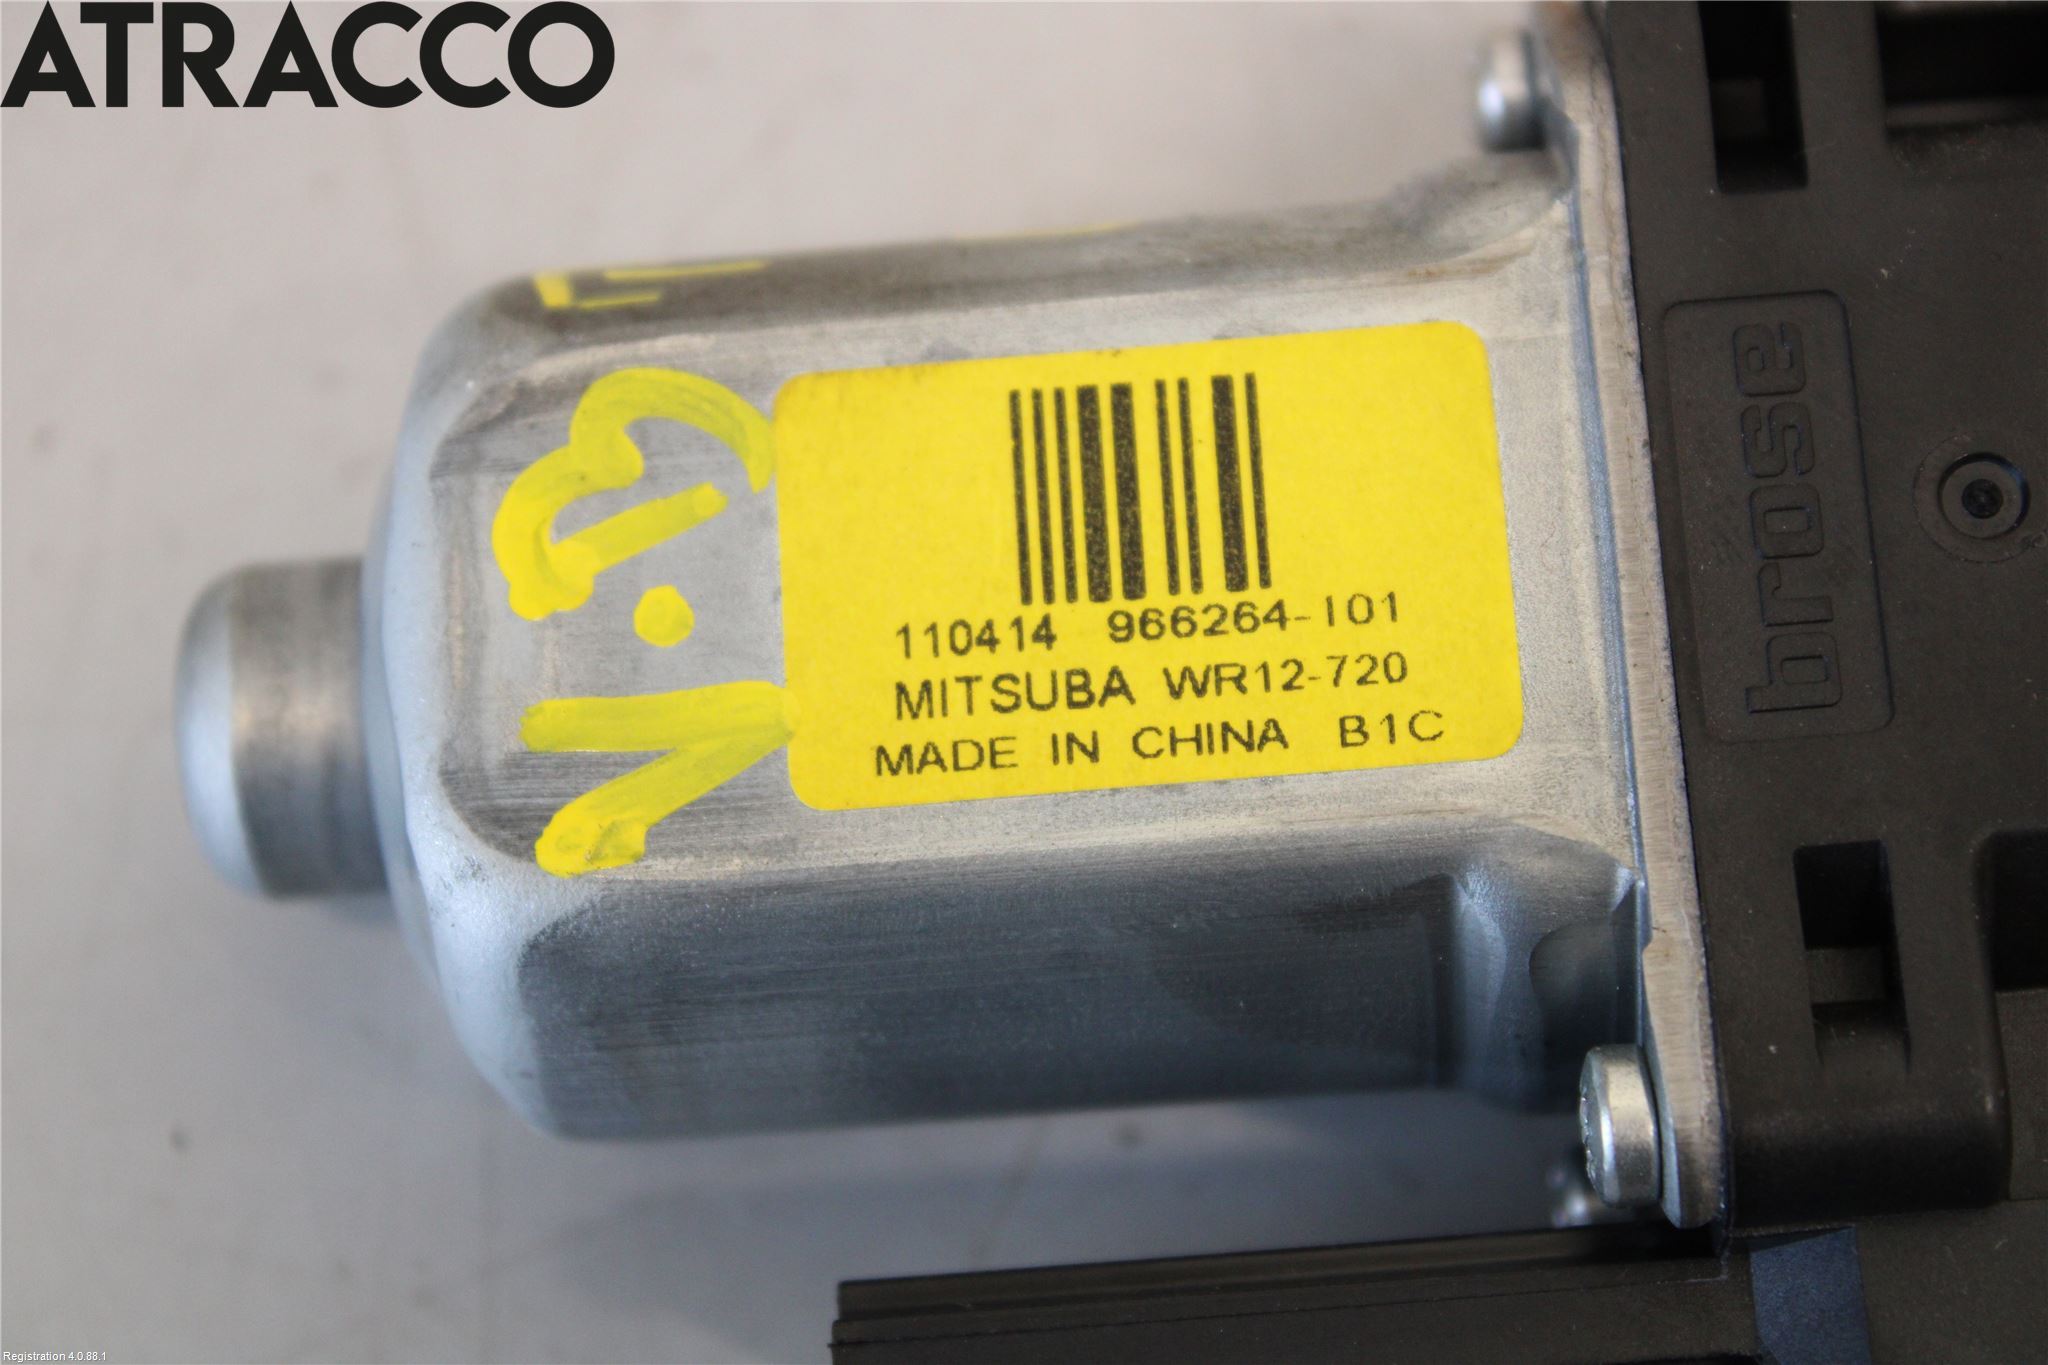 ATRACCO
brose
110414 966264-101
MITSUBA WR12-720
MADE IN CHINA B1C
Registration 4.0.88.1